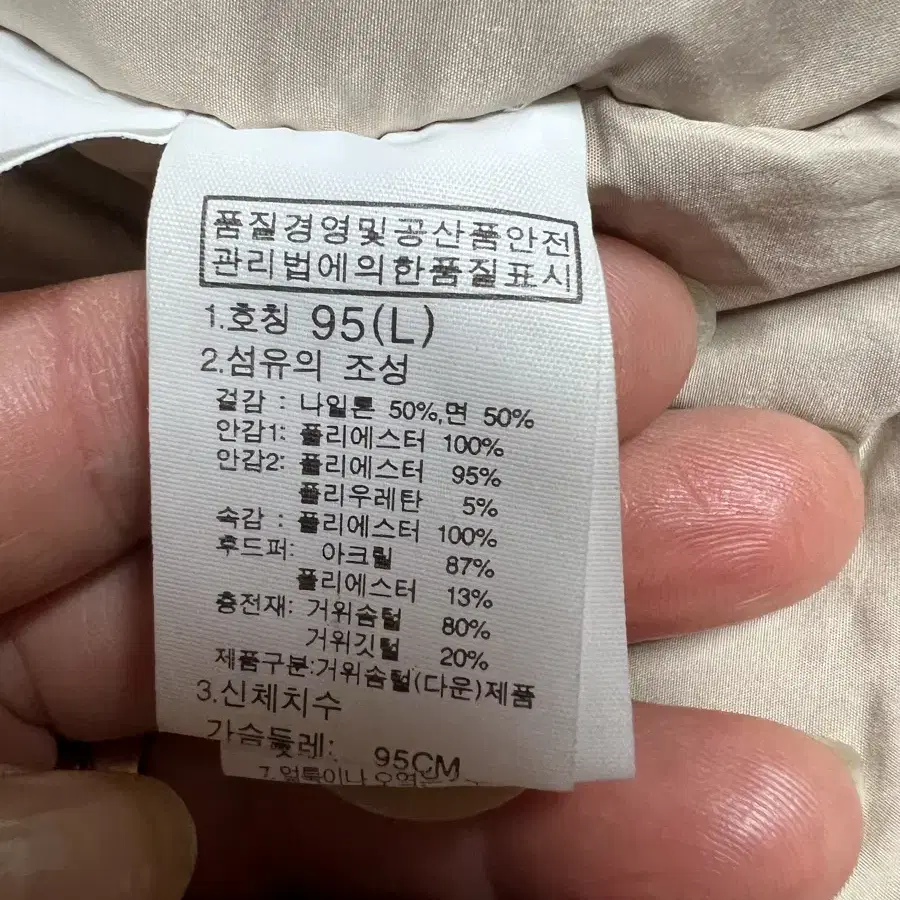 품질경영및공산품안전
관리법에의한품질표시
1.호칭 95(L)
2.섬유의 조성
겉감 : 나일론 50%,면 50%
안감1: 폴리에스터 100%
안감2: 폴리에스터 95%
폴리우레탄 5%
속감 : 폴리에스터 100%
후드퍼: 아크릴 87%
폴리에스터 13%
충전재: 거위솜털 80%
거위깃털 20%
제품구분:거위솜털(다운)제품
3.신체치수
가슴둘레: 95CM
7.얼룩이나